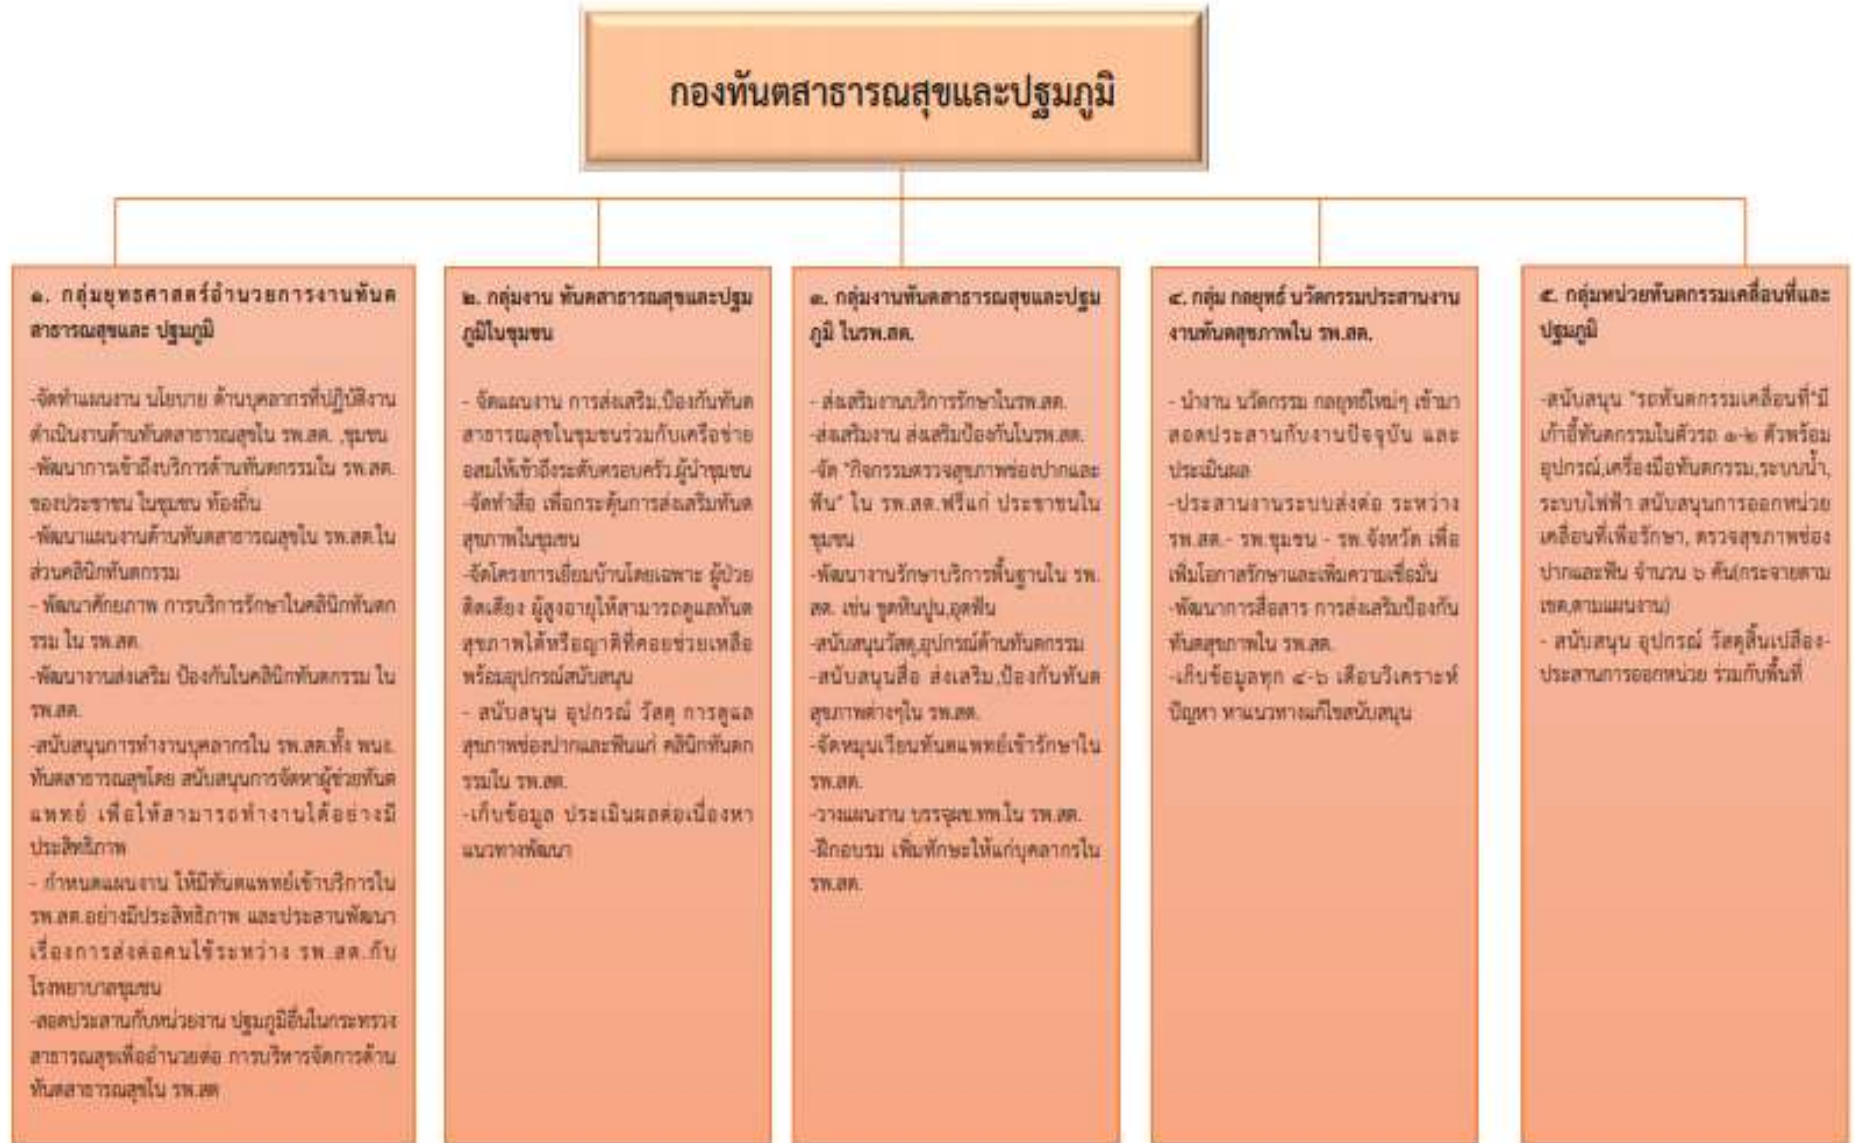 กองทันตสาธารณสุขและปฐมภูมิ
๑. กลุ่มยุทธศาสตร์อำนวยการงานทันต
สาธารณสุขและ ปฐมภูมิ
-จัดทำแผนงาน นโยบาย ด้านบุคลากรที่ปฏิบัติงาน
ดำเนินงานด้านทันตสาธารณสุขใน รพ.สต. ,ชุมชน
-พัฒนาการเข้าถึงบริการด้านทันตกรรมใน รพ.สต.
ของประชาชน ในชุมชน ท้องถิ่น
-พัฒนาแผนงานด้านทันตสาธารณสุขใน รพ.สต.ใน
ส่วนคลินิกทันตกรรม
- พัฒนาศักยภาพ การบริการรักษาในคลินิกทันตก
รรม ใน รพ.สต.
-พัฒนางานส่งเสริม ป้องกันในคลินิกทันตกรรม ใน
รพ.สต.
-สนับสนุนการทำงานบุคลากรใน รพ.สต.ทั้ง พนง.
ทันตสาธารณสุขโดย สนับสนุนการจัดหาผู้ช่วยทันต
แพทย์ เพื่อให้สามารถทำงานได้อย่างมี
ประสิทธิภาพ
- กำหนดแผนงาน ให้มีทันตแพทย์เข้าบริการใน
รพ.สต.อย่างมีประสิทธิภาพ และประสานพัฒนา
เรื่องการส่งต่อคนไข้ระหว่าง รพ.สต.กับ
โรงพยาบาลชุมชน
-สอดประสานกับหน่วยงาน ปฐมภูมิอื่นในกระทรวง
สาธารณสุขเพื่ออำนวยต่อ การบริหารจัดการด้าน
ทันตสาธารณสุขใน รพ.สต
๒. กลุ่มงาน ทันตสาธารณสุขและปฐม
ภูมิในชุมชน
- จัดแผนงาน การส่งเสริม,ป้องกันทันต
สาธารณสุขในชุมชนร่วมกับเครือข่าย
อสมให้เข้าถึงระดับครอบครัว ผู้นำชุมชน
-จัดทำสื่อ เพื่อกระตุ้นการส่งเสริมทันต
สุขภาพในชุมชน
-จัดโครงการเยี่ยมบ้านโดยเฉพาะ ผู้ป่วย
ติดเตียง ผู้สูงอายุให้สามารถดูแลทันต
สุขภาพได้หรือญาติที่คอยช่วยเหลือ
พร้อมอุปกรณ์สนับสนุน
- สนับสนุน อุปกรณ์ วัสดุ การดูแล
สุขภาพช่องปากและฟันแก่ คลินิกทันตก
รรมใน รพ.สต.
-เก็บข้อมูล ประเมินผลต่อเนื่องหา
แนวทางพัฒนา
๓. กลุ่มงานทันตสาธารณสุขและปฐม
ภูมิ ในรพ.สต.
- ส่งเสริมงานบริการรักษาในรพ.สต.
-ส่งเสริมงาน ส่งเสริมป้องกันในรพ.สต.
-จัด "กิจกรรมตรวจสุขภาพช่องปากและ
ฟัน" ใน รพ.สต.ฟรีแก่ ประชาชนใน
ชุมชน
-พัฒนางานรักษาบริการพื้นฐานใน รพ.
สต. เช่น ขูดหินปูน,อุดฟัน
-สนับสนุนวัสดุ,อุปกรณ์ด้านทันตกรรม
-สนับสนุนสื่อ ส่งเสริม,ป้องกันทันต
สุขภาพต่างๆใน รพ.สต.
-จัดหมุนเวียนทันตแพทย์เข้ารักษาใน
รพ.สต.
-วางแผนงาน บรรจุผช.ทพ.ใน รพ.สต.
-ฝึกอบรม เพิ่มทักษะให้แก่บุคลากรใน
รพ.สต.
๔. กลุ่ม กลยุทธ์ นวัตกรรมประสานงาน
งานทันตสุขภาพใน รพ.สต.
- นำงาน นวัตกรรม กลยุทธ์ใหม่ๆ เข้ามา
สอดประสานกับงานปัจจุบัน และ
ประเมินผล
-ประสานงานระบบส่งต่อ ระหว่าง
รพ.สต.- รพ.ชุมชน - รพ.จังหวัด เพื่อ
เพิ่มโอกาสรักษาและเพิ่มความเชื่อมั่น
-พัฒนาการสื่อสาร การส่งเสริมป้องกัน
ทันตสุขภาพใน รพ.สต.
-เก็บข้อมูลทุก ๔-๖ เดือนวิเคราะห์
ปัญหา หาแนวทางแก้ไขสนับสนุน
๕. กลุ่มหน่วยทันตกรรมเคลื่อนที่และ
ปฐมภูมิ
-สนับสนุน "รถทันตกรรมเคลื่อนที่"มี
เก้าอี้ทันตกรรมในตัวรถ ๑-๒ ตัวพร้อม
อุปกรณ์,เครื่องมือทันตกรรม,ระบบน้ำ,
ระบบไฟฟ้า สนับสนุนการออกหน่วย
เคลื่อนที่เพื่อรักษา, ตรวจสุขภาพช่อง
ปากและฟัน จำนวน ๖ คัน(กระจายตาม
เขต,ตามแผนงาน)
- สนับสนุน อุปกรณ์ วัสดุสิ้นเปลือง-
ประสานการออกหน่วย ร่วมกับพื้นที่